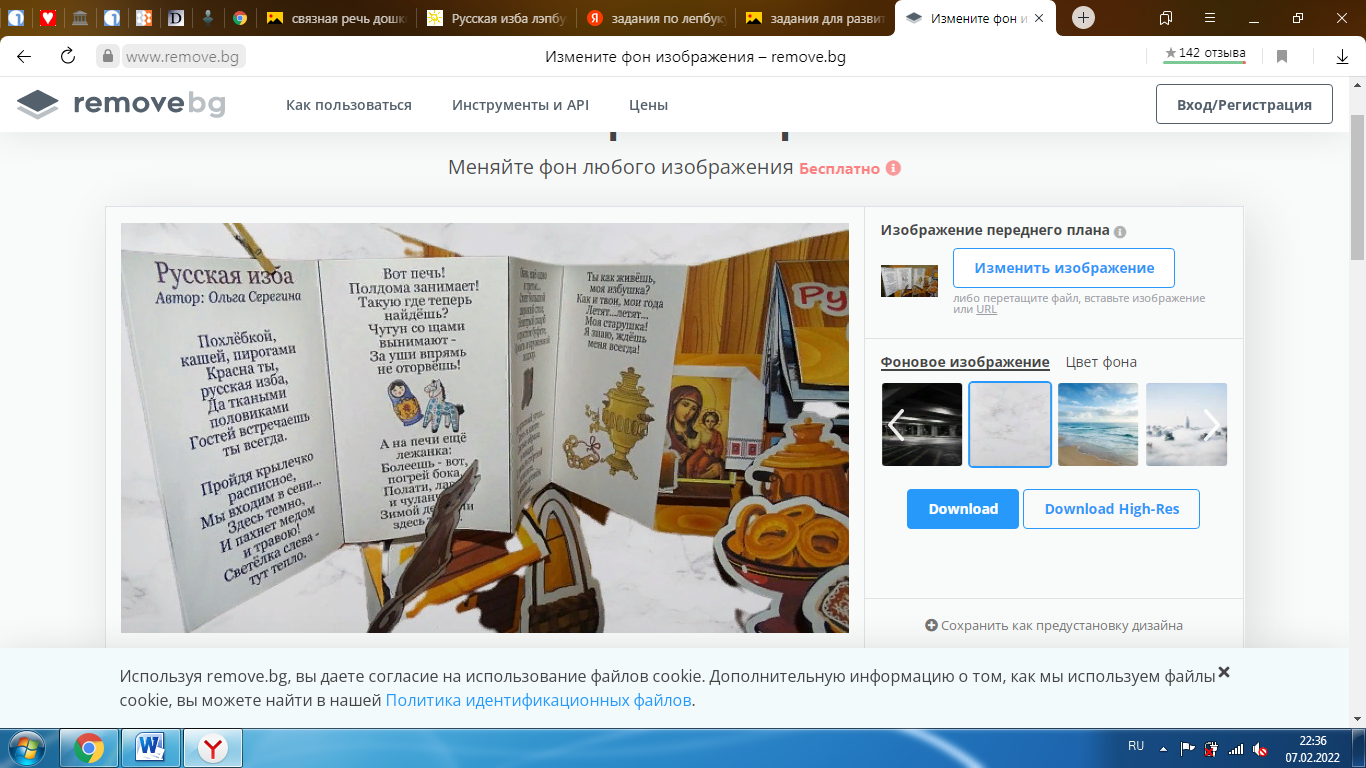 связная речь дошк
Русская изба лэпбу
задания по лепбук
задания для развит
Измените фон и
www.remove.bg
Измените фон изображения – remove.bg
142 отзыва
removebg
Как пользоваться
Инструменты и API
Цены
Вход/Регистрация
Меняйте фон любого изображения Бесплатно
Русская изба
Автор: Ольга Серегина
Похлёбкой,
кашей, пирогами
Красна ты,
русская изба,
Да ткаными
половиками
Гостей встречаешь
ты всегда.
Пройдя крылечко
расписное,
Мы входим в сени...
Здесь темно,
И пахнет медом
и травою!
Светёлка слева -
тут тепло.
Вот печь!
Полдома занимает!
Такую где теперь
найдёшь?
Чугун со щами
вынимают -
За уши впрямь
не оторвёшь!
А на печи ещё
лежанка:
Болеешь - вот,
погрей бока,
Полати,
и чулан
Зимой
здесь
Ты как живёшь,
моя избушка?
Как и твои, мои года
Летят...летят...
Моя старушка!
Я знаю, ждёшь
меня всегда!
Ру
Изображение переднего плана
Изменить изображение
либо перетащите файл, вставьте изображение
или URL
Фоновое изображение
Цвет фона
Download
Download High-Res
Сохранить как предустановку дизайна
Используя remove.bg, вы даете согласие на использование файлов cookie. Дополнительную информацию о том, как мы используем файлы
cookie, вы можете найти в нашей Политика идентификационных файлов.
RU
22:36
07.02.2022